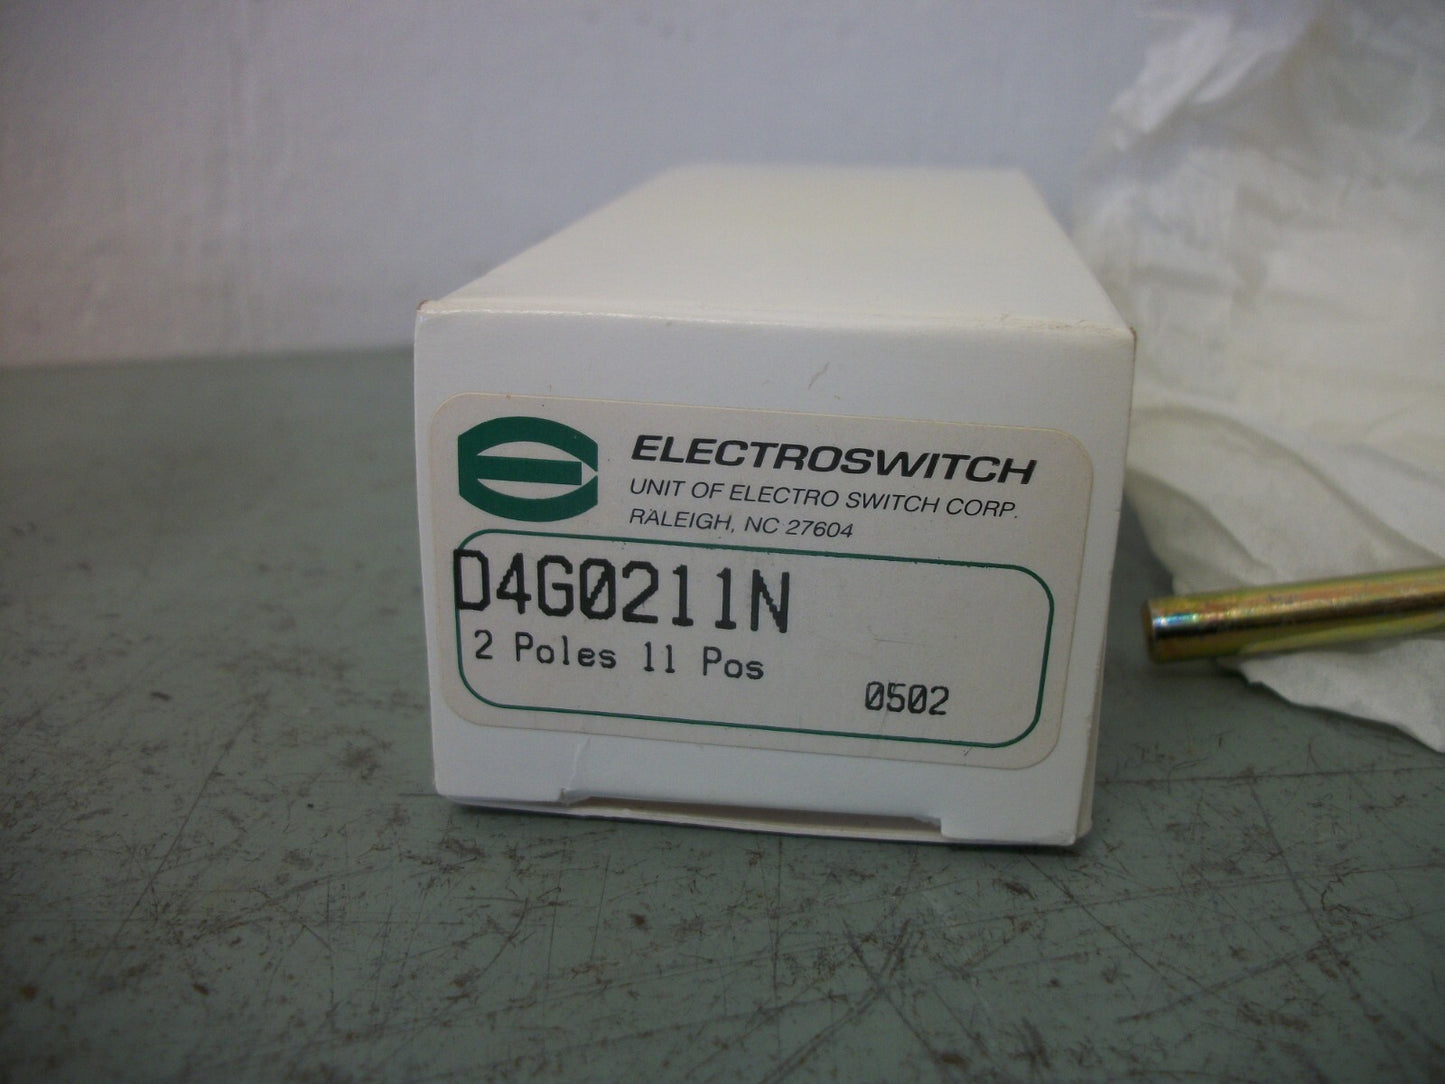 ELECTROSWITCH
UNIT OF ELECTRO SWITCH CORP.
RALEIGH, NC 27604
D4G0211N
2 Poles 11 Pos
0502